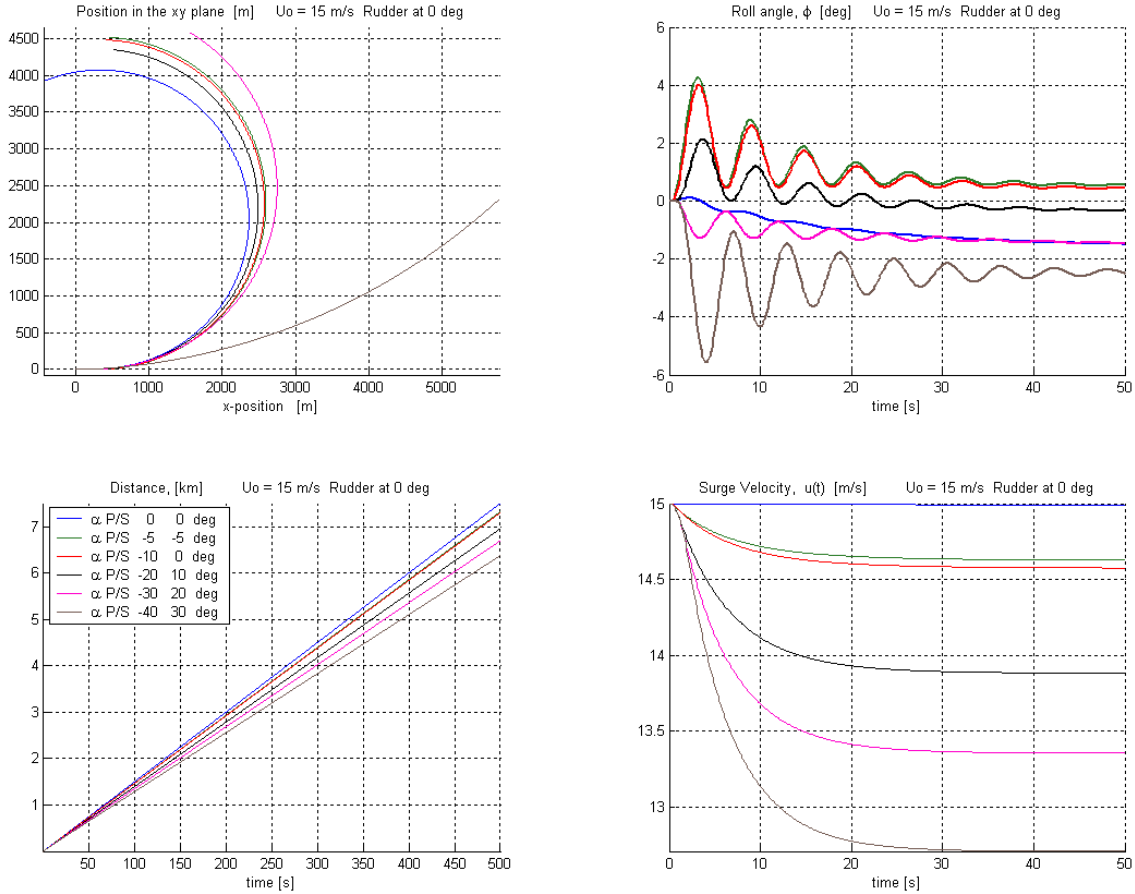 Position in the xy plane [m] Uo = 15 m/s Rudder at 0 deg
4500
4000
3500
3000
2500
2000
1500
1000
500
0
0 1000 2000 3000 4000 5000
x-position [m]
Roll angle, ϕ [deg] Uo = 15 m/s Rudder at 0 deg
6
4
2
0
-2
-4
-6
0 10 20 30 40 50
time [s]
Distance, [km] Uo = 15 m/s Rudder at 0 deg
α P/S 0 0 deg
α P/S -5 -5 deg
α P/S -10 0 deg
α P/S -20 10 deg
α P/S -30 20 deg
α P/S -40 30 deg
7
6
5
4
3
2
1
50 100 150 200 250 300 350 400 450 500
time [s]
Surge Velocity, u(t) [m/s] Uo = 15 m/s Rudder at 0 deg
15
14.5
14
13.5
13
0 10 20 30 40 50
time [s]